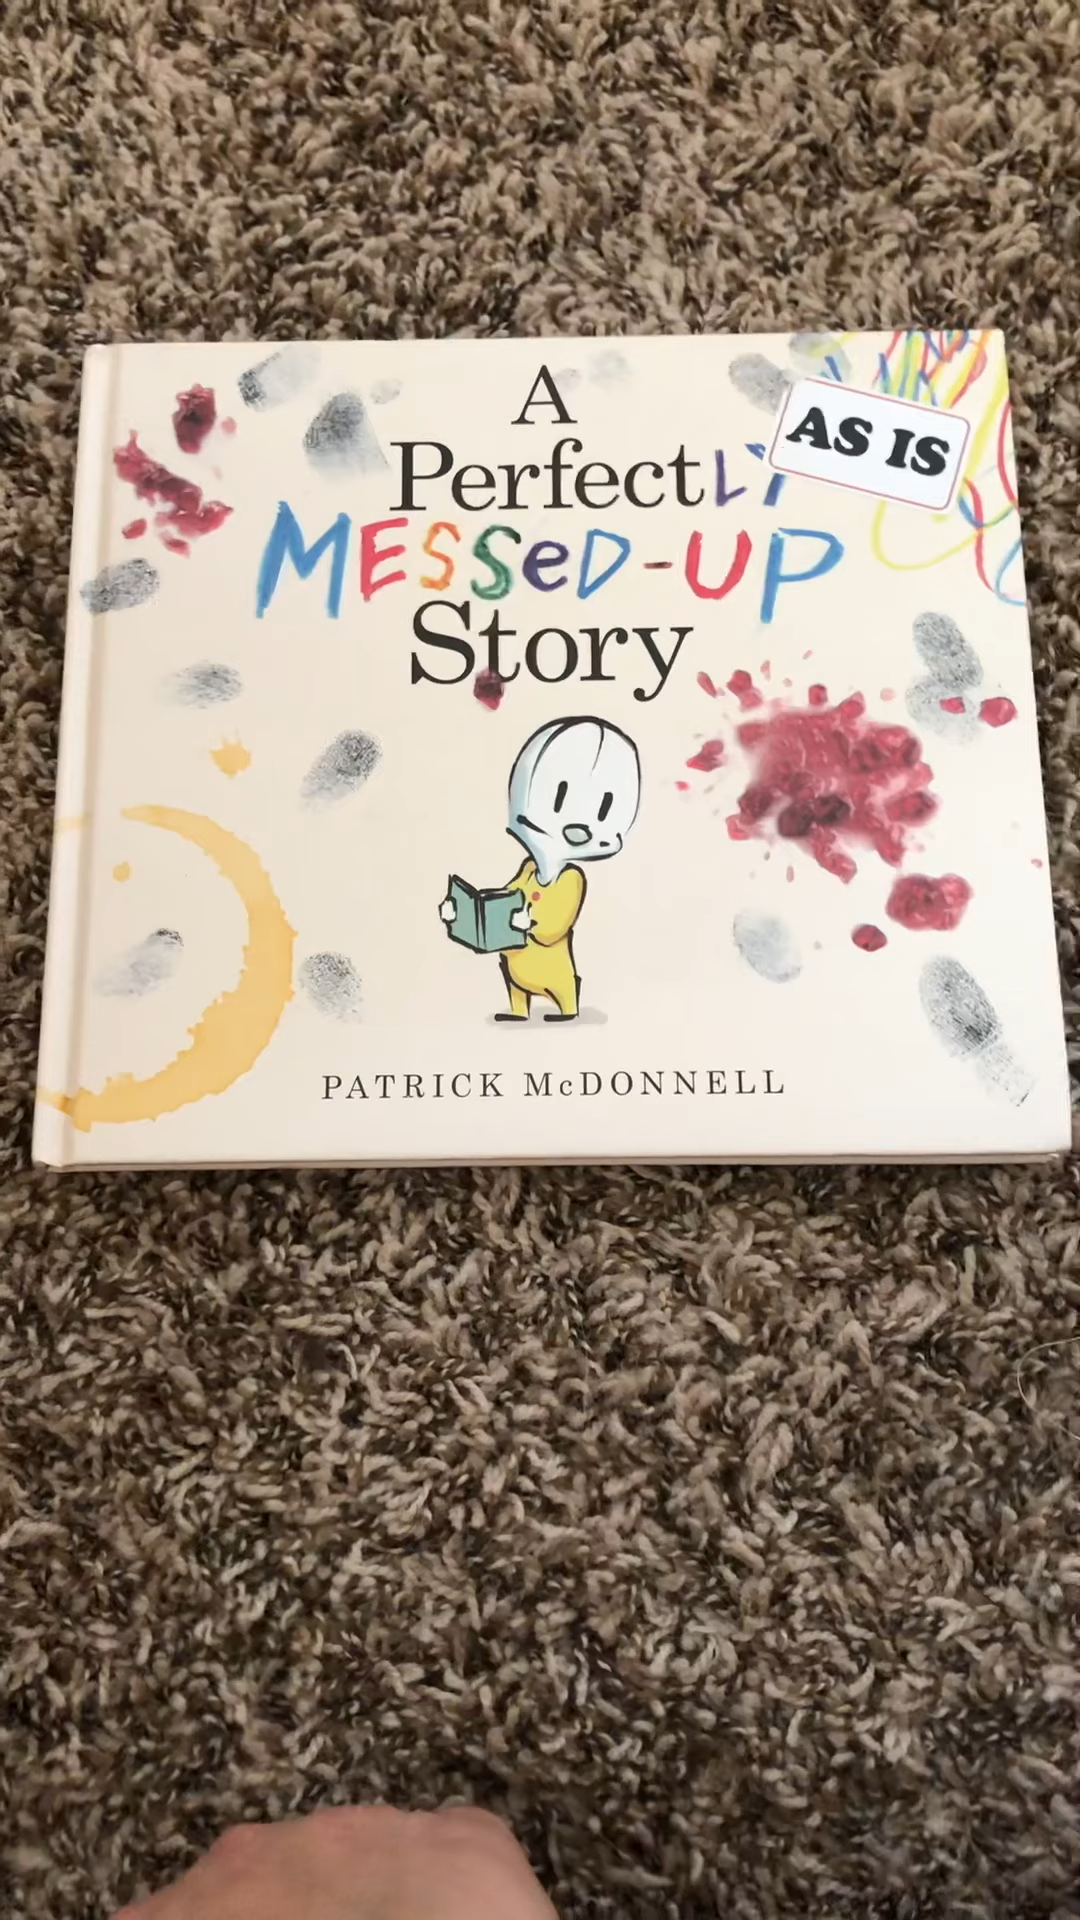 A
Perfectly
MESSeD-UP
Story
AS IS
PATRICK McDONNELL